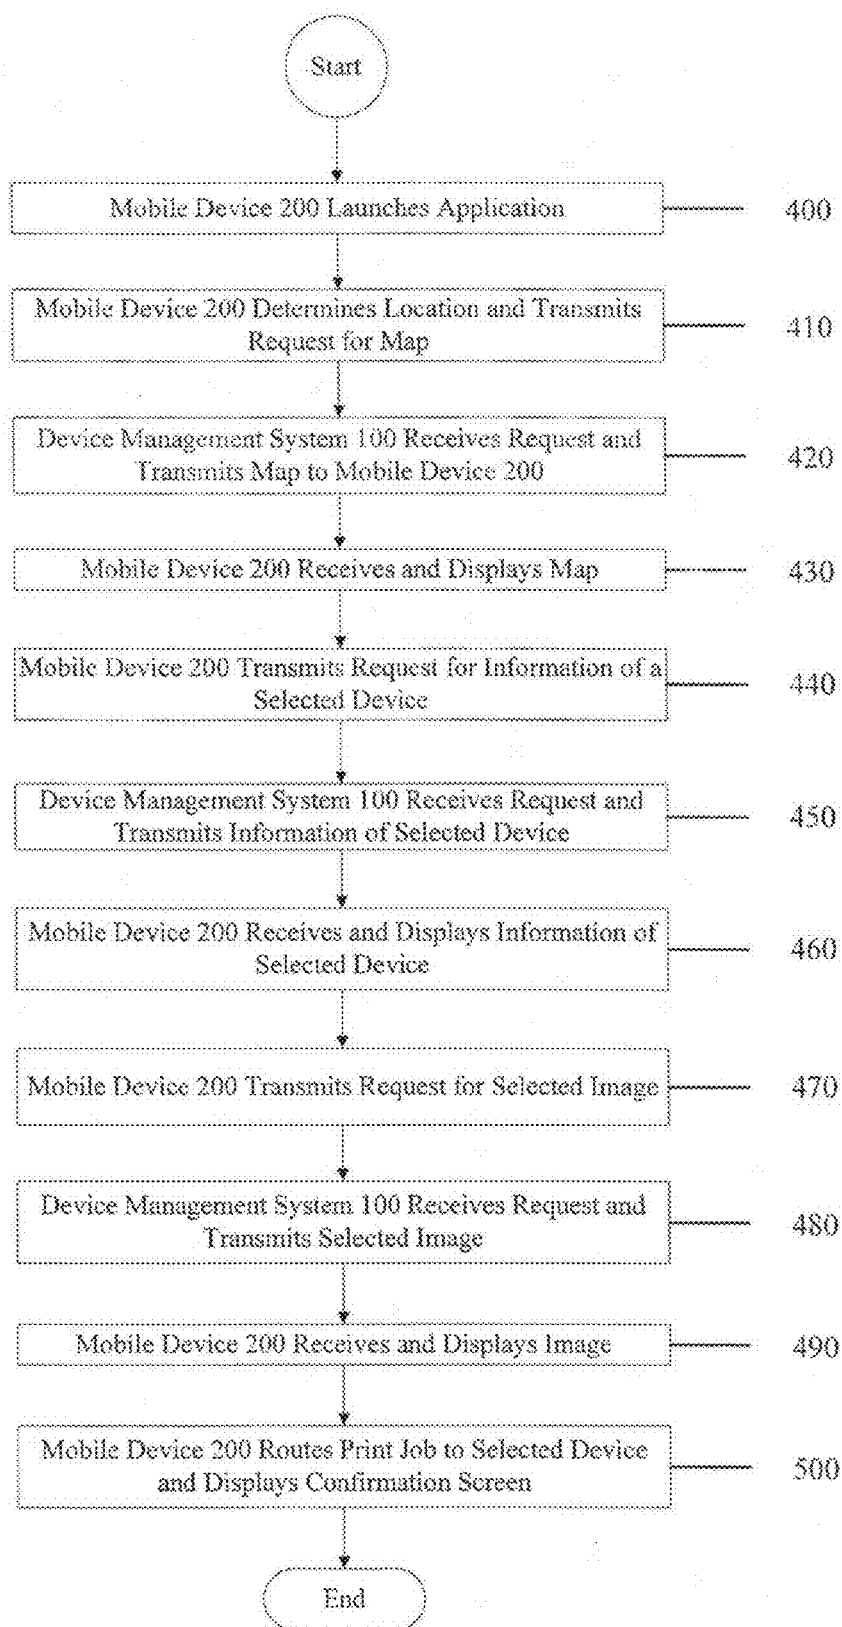 Start
Mobile Device 200 Launches Application
400
Mobile Device 200 Determines Location and Transmits
Request for Map
410
Device Management System 100 Receives Request and
Transmits Map to Mobile Device 200
420
Mobile Device 200 Receives and Displays Map
430
Mobile Device 200 Transmits Request for Information of a
Selected Device
440
Device Management System 100 Receives Request and
Transmits Information of Selected Device
450
Mobile Device 200 Receives and Displays Information of
Selected Device
460
Mobile Device 200 Transmits Request for Selected Image
470
Device Management System 100 Receives Request and
Transmits Selected Image
480
Mobile Device 200 Receives and Displays Image
490
Mobile Device 200 Routes Print Job to Selected Device
and Displays Confirmation Screen
500
End